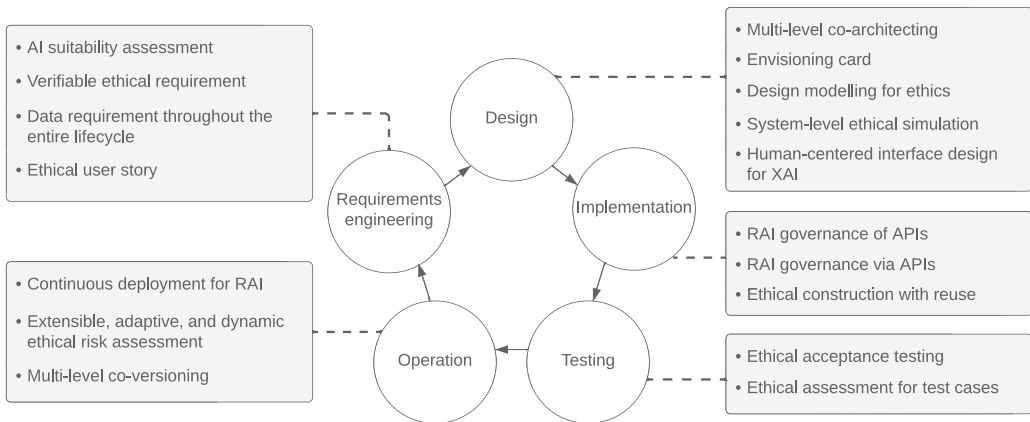 • AI suitability assessment
• Verifiable ethical requirement
• Data requirement throughout the
entire lifecycle
• Ethical user story
Design
• Multi-level co-architecting
• Envisioning card
• Design modelling for ethics
• System-level ethical simulation
• Human-centered interface design
for XAI
Requirements
engineering
Implementation
• RAI governance of APIs
• RAI governance via APIs
• Ethical construction with reuse
• Continuous deployment for RAI
• Extensible, adaptive, and dynamic
ethical risk assessment
• Multi-level co-versioning
Operation
Testing
• Ethical acceptance testing
• Ethical assessment for test cases